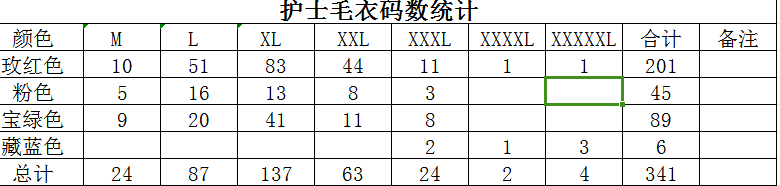 护士毛衣码数统计
颜色 M L XL XXL XXXL XXXXL XXXXXL 合计 备注
玫红色 10 51 83 44 11 1 1 201
粉色 5 16 13 8 3 45
宝绿色 9 20 41 11 8 89
藏蓝色 2 1 3 6
总计 24 87 137 63 24 2 4 341